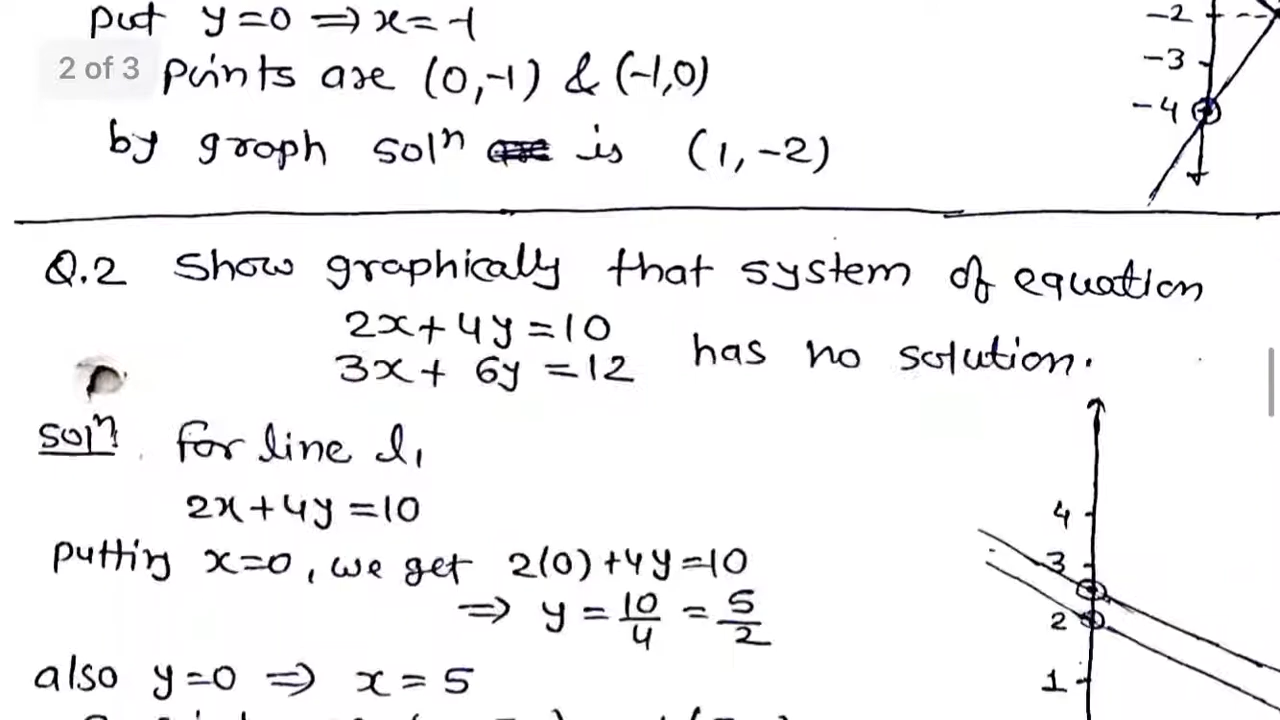 put y=0 ⇒ x=-1
2 of 3
points are (0,-1) & (-1,0)
by graph solⁿ is (1,-2)
-2
-3
-4
Q.2 Show graphically that system of equation
2x+4y=10
3x+6y=12
has no solution.
solⁿ. for line l₁
2x+4y=10
putting x=0, we get 2(0)+4y=10
⇒ y = 10/4 = 5/2
also y=0 ⇒ x=5
4
3
2
1